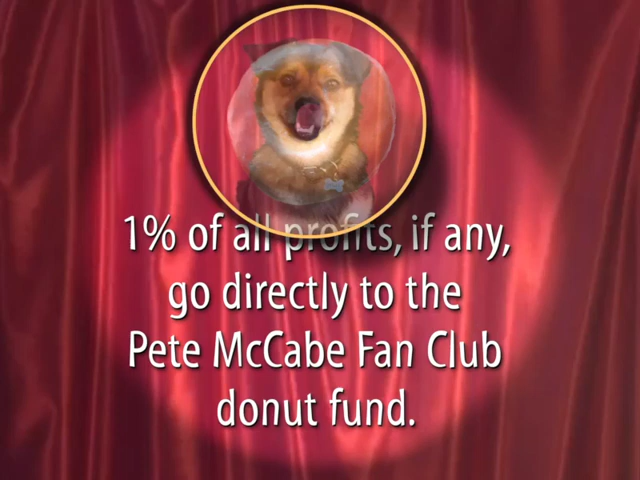 1% of all profits, if any,
go directly to the
Pete McCabe Fan Club
donut fund.